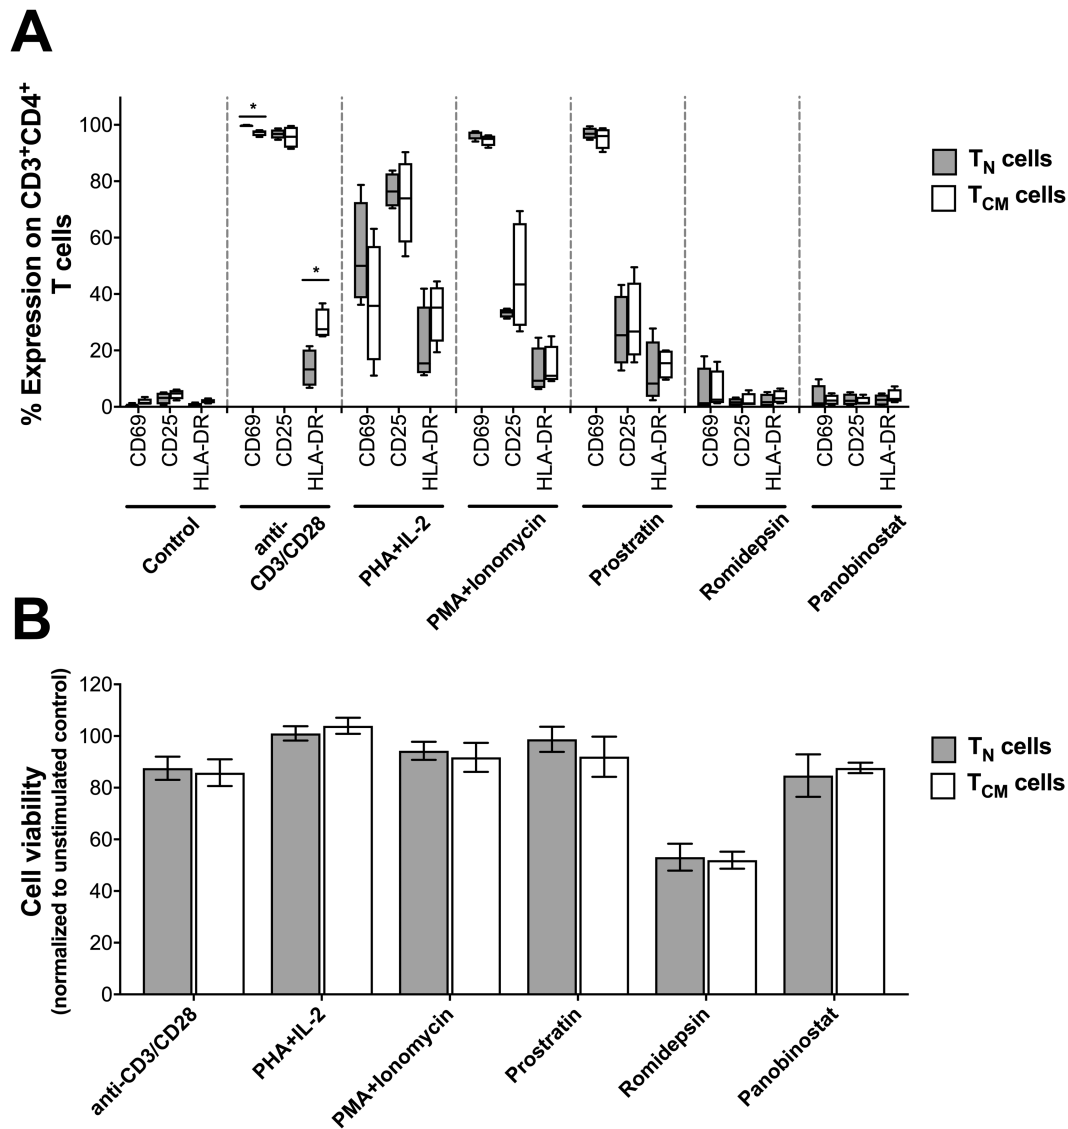 A
% Expression on CD3⁺CD4⁺
T cells
100
80
60
40
20
0
*
*
T_N cells
T_CM cells
CD69
CD25
HLA-DR
CD69
CD25
HLA-DR
CD69
CD25
HLA-DR
CD69
CD25
HLA-DR
CD69
CD25
HLA-DR
CD69
CD25
HLA-DR
CD69
CD25
HLA-DR
Control
anti-
CD3/CD28
PHA+IL-2
PMA+Ionomycin
Prostratin
Romidepsin
Panobinostat
B
Cell viability
(normalized to unstimulated control)
120
100
80
60
40
20
0
T_N cells
T_CM cells
anti-CD3/CD28
PHA+IL-2
PMA+Ionomycin
Prostratin
Romidepsin
Panobinostat